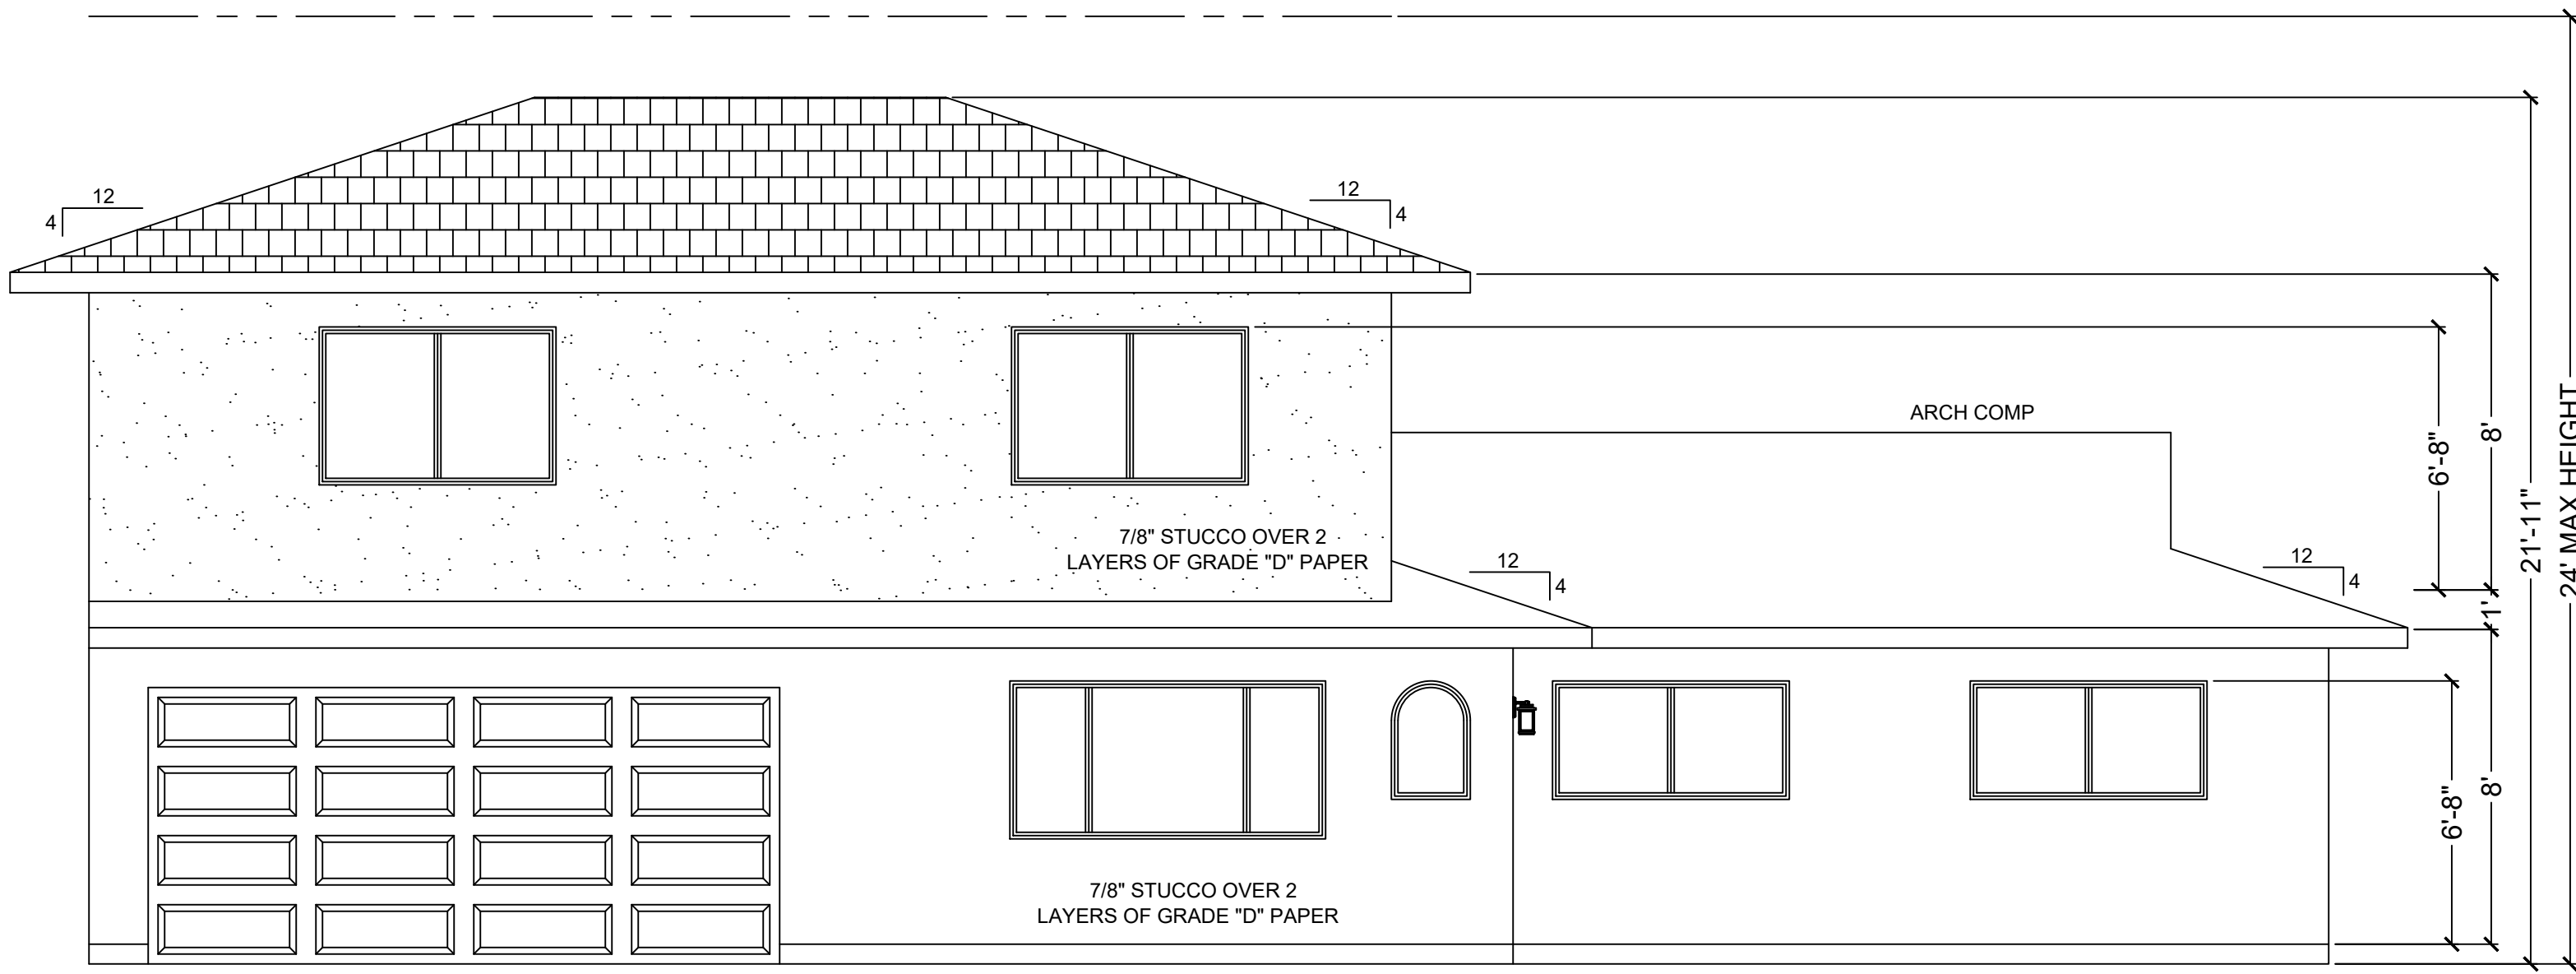 12
4
12
4
ARCH COMP
6'-8"
8'
21'-11"
24' MAX HEIGHT
7/8" STUCCO OVER 2
LAYERS OF GRADE "D" PAPER
12
4
12
4
1'
6'-8"
8'
7/8" STUCCO OVER 2
LAYERS OF GRADE "D" PAPER